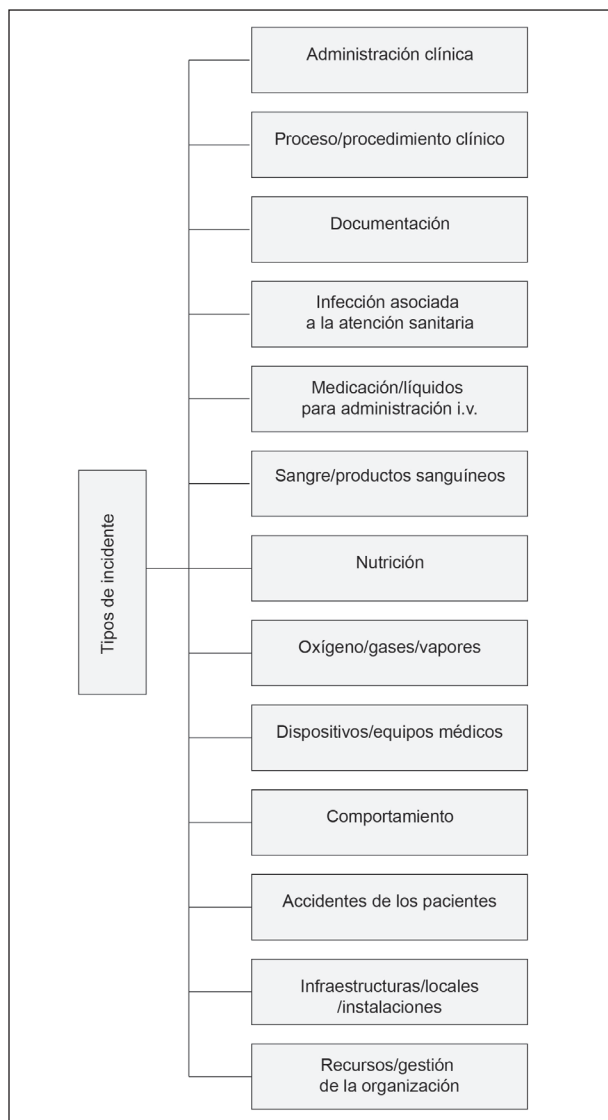 Tipos de incidente
Administración clínica
Proceso/procedimiento clínico
Documentación
Infección asociada
a la atención sanitaria
Medicación/líquidos
para administración i.v.
Sangre/productos sanguíneos
Nutrición
Oxígeno/gases/vapores
Dispositivos/equipos médicos
Comportamiento
Accidentes de los pacientes
Infraestructuras/locales
/instalaciones
Recursos/gestión
de la organización